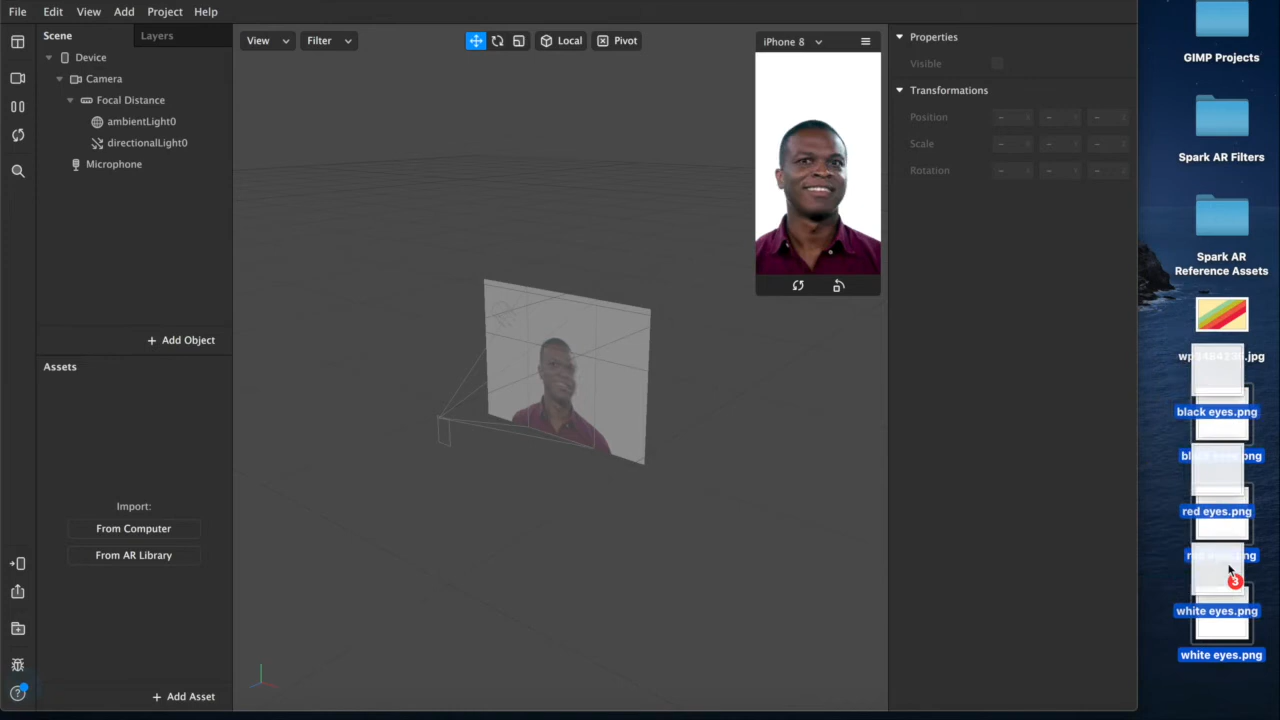 File Edit View Add Project Help
Scene Layers
Device
Camera
Focal Distance
ambientLight0
directionalLight0
Microphone
+ Add Object
Assets
Import:
From Computer
From AR Library
+ Add Asset
View Filter Local Pivot
iPhone 8
Properties
Visible
Transformations
Position
Scale
Rotation
GIMP Projects
Spark AR Filters
Spark AR
Reference Assets
black eyes.png
red eyes.png
3
white eyes.png
white eyes.png